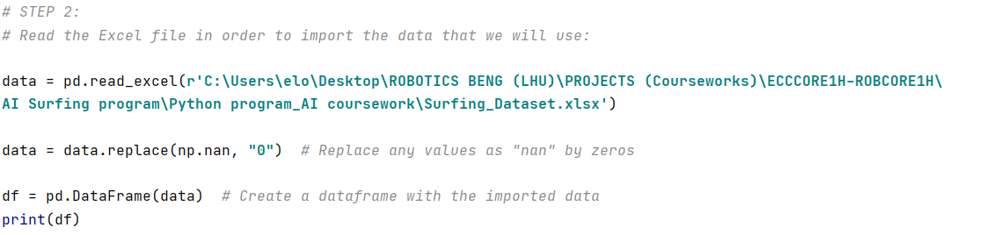 # STEP 2:
# Read the Excel file in order to import the data that we will use:
data = pd.read_excel(r'C:\Users\elo\Desktop\ROBOTICS BENG (LHU)\PROJECTS (Courseworks)\ECCCORE1H-ROBCORE1H\
AI Surfing program\Python program_AI coursework\Surfing_Dataset.xlsx')
data = data.replace(np.nan, "0")  # Replace any values as "nan" by zeros
df = pd.DataFrame(data)  # Create a dataframe with the imported data
print(df)